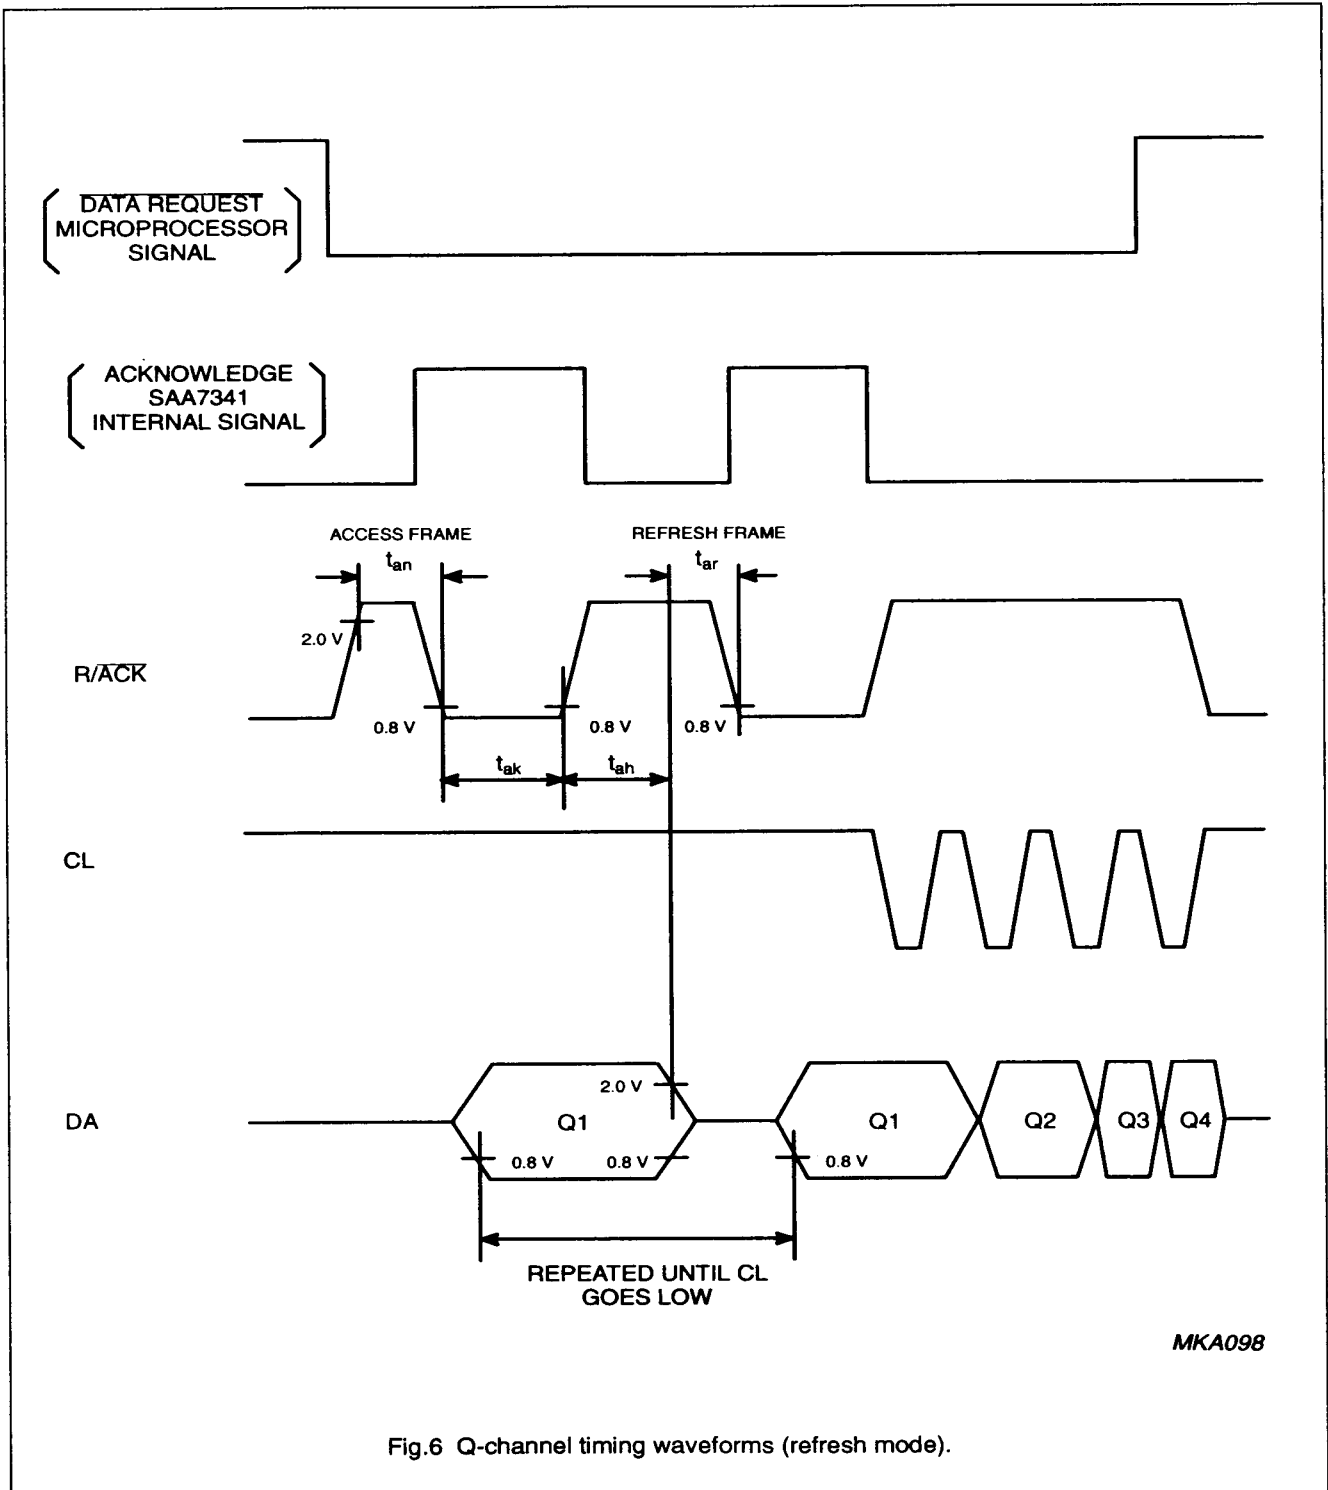 DATA REQUEST
MICROPROCESSOR
SIGNAL
ACKNOWLEDGE
SAA7341
INTERNAL SIGNAL
ACCESS FRAME
tan
REFRESH FRAME
tar
2.0 V
R/ACK
0.8 V
0.8 V
0.8 V
tak
tah
CL
2.0 V
DA
Q1
Q1
Q2
Q3
Q4
0.8 V
0.8 V
0.8 V
REPEATED UNTIL CL
GOES LOW
MKA098
Fig.6 Q-channel timing waveforms (refresh mode).